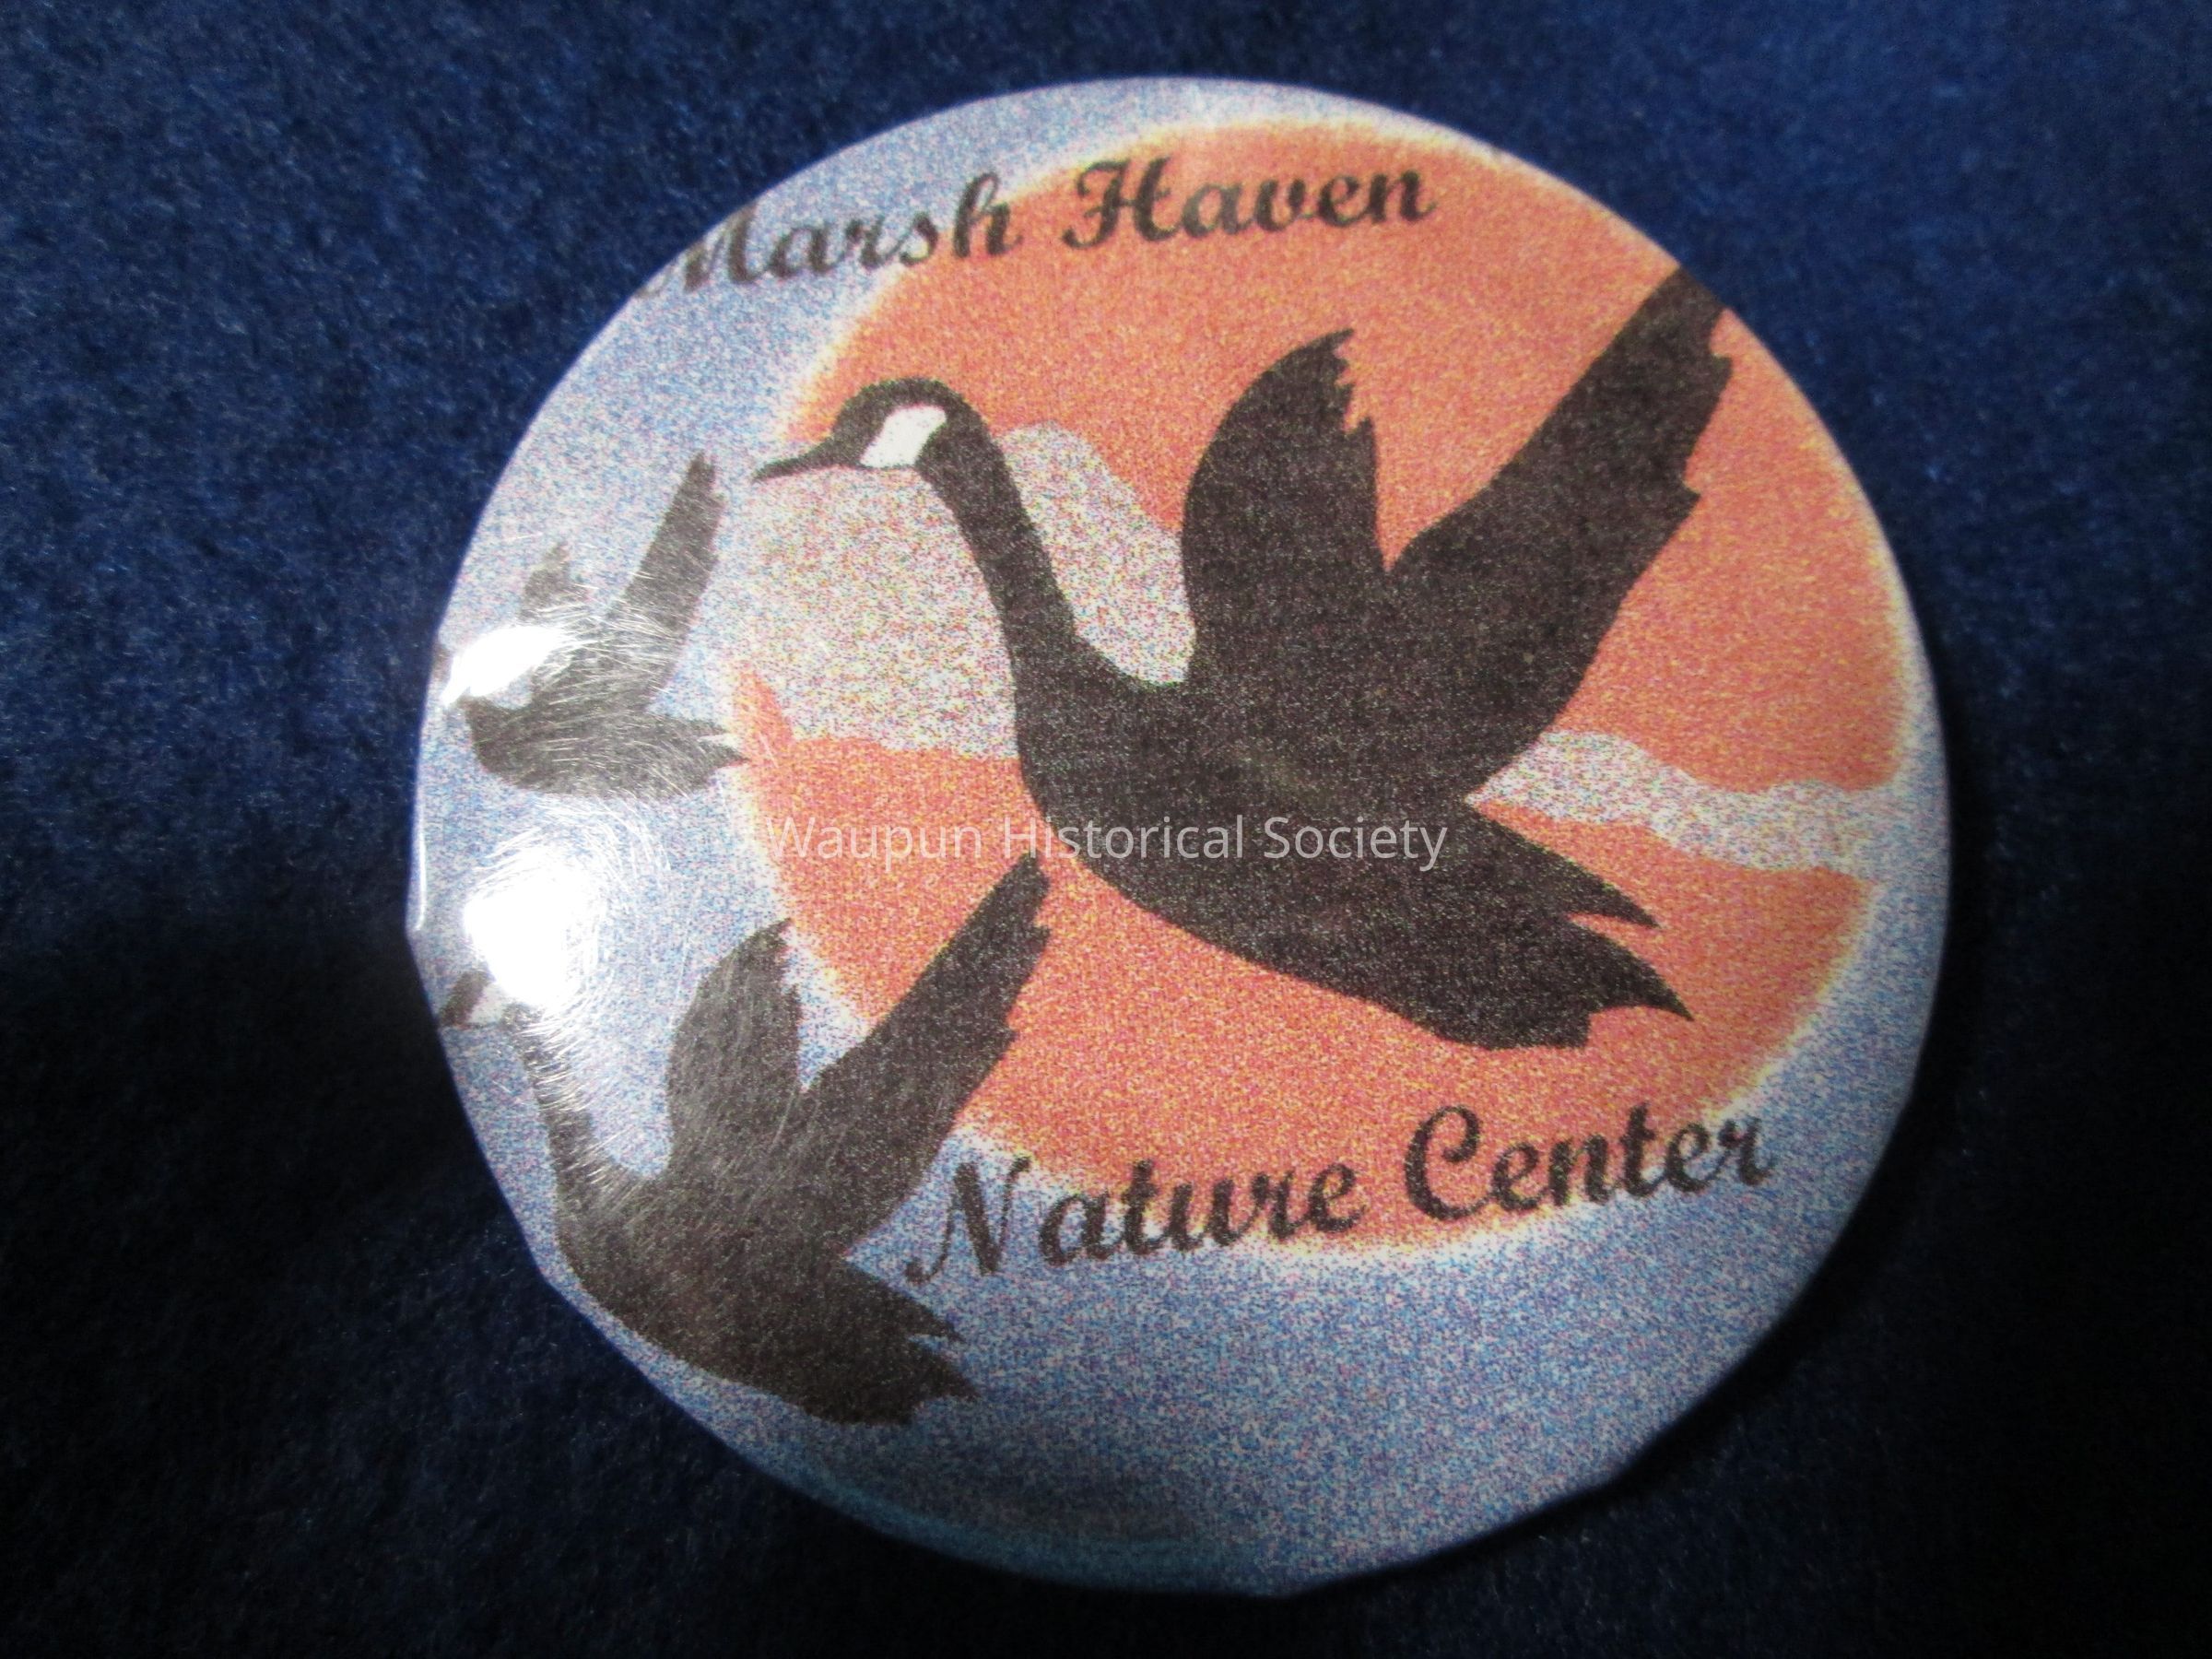 Marsh Haven
Waupun Historical Society
Nature Center